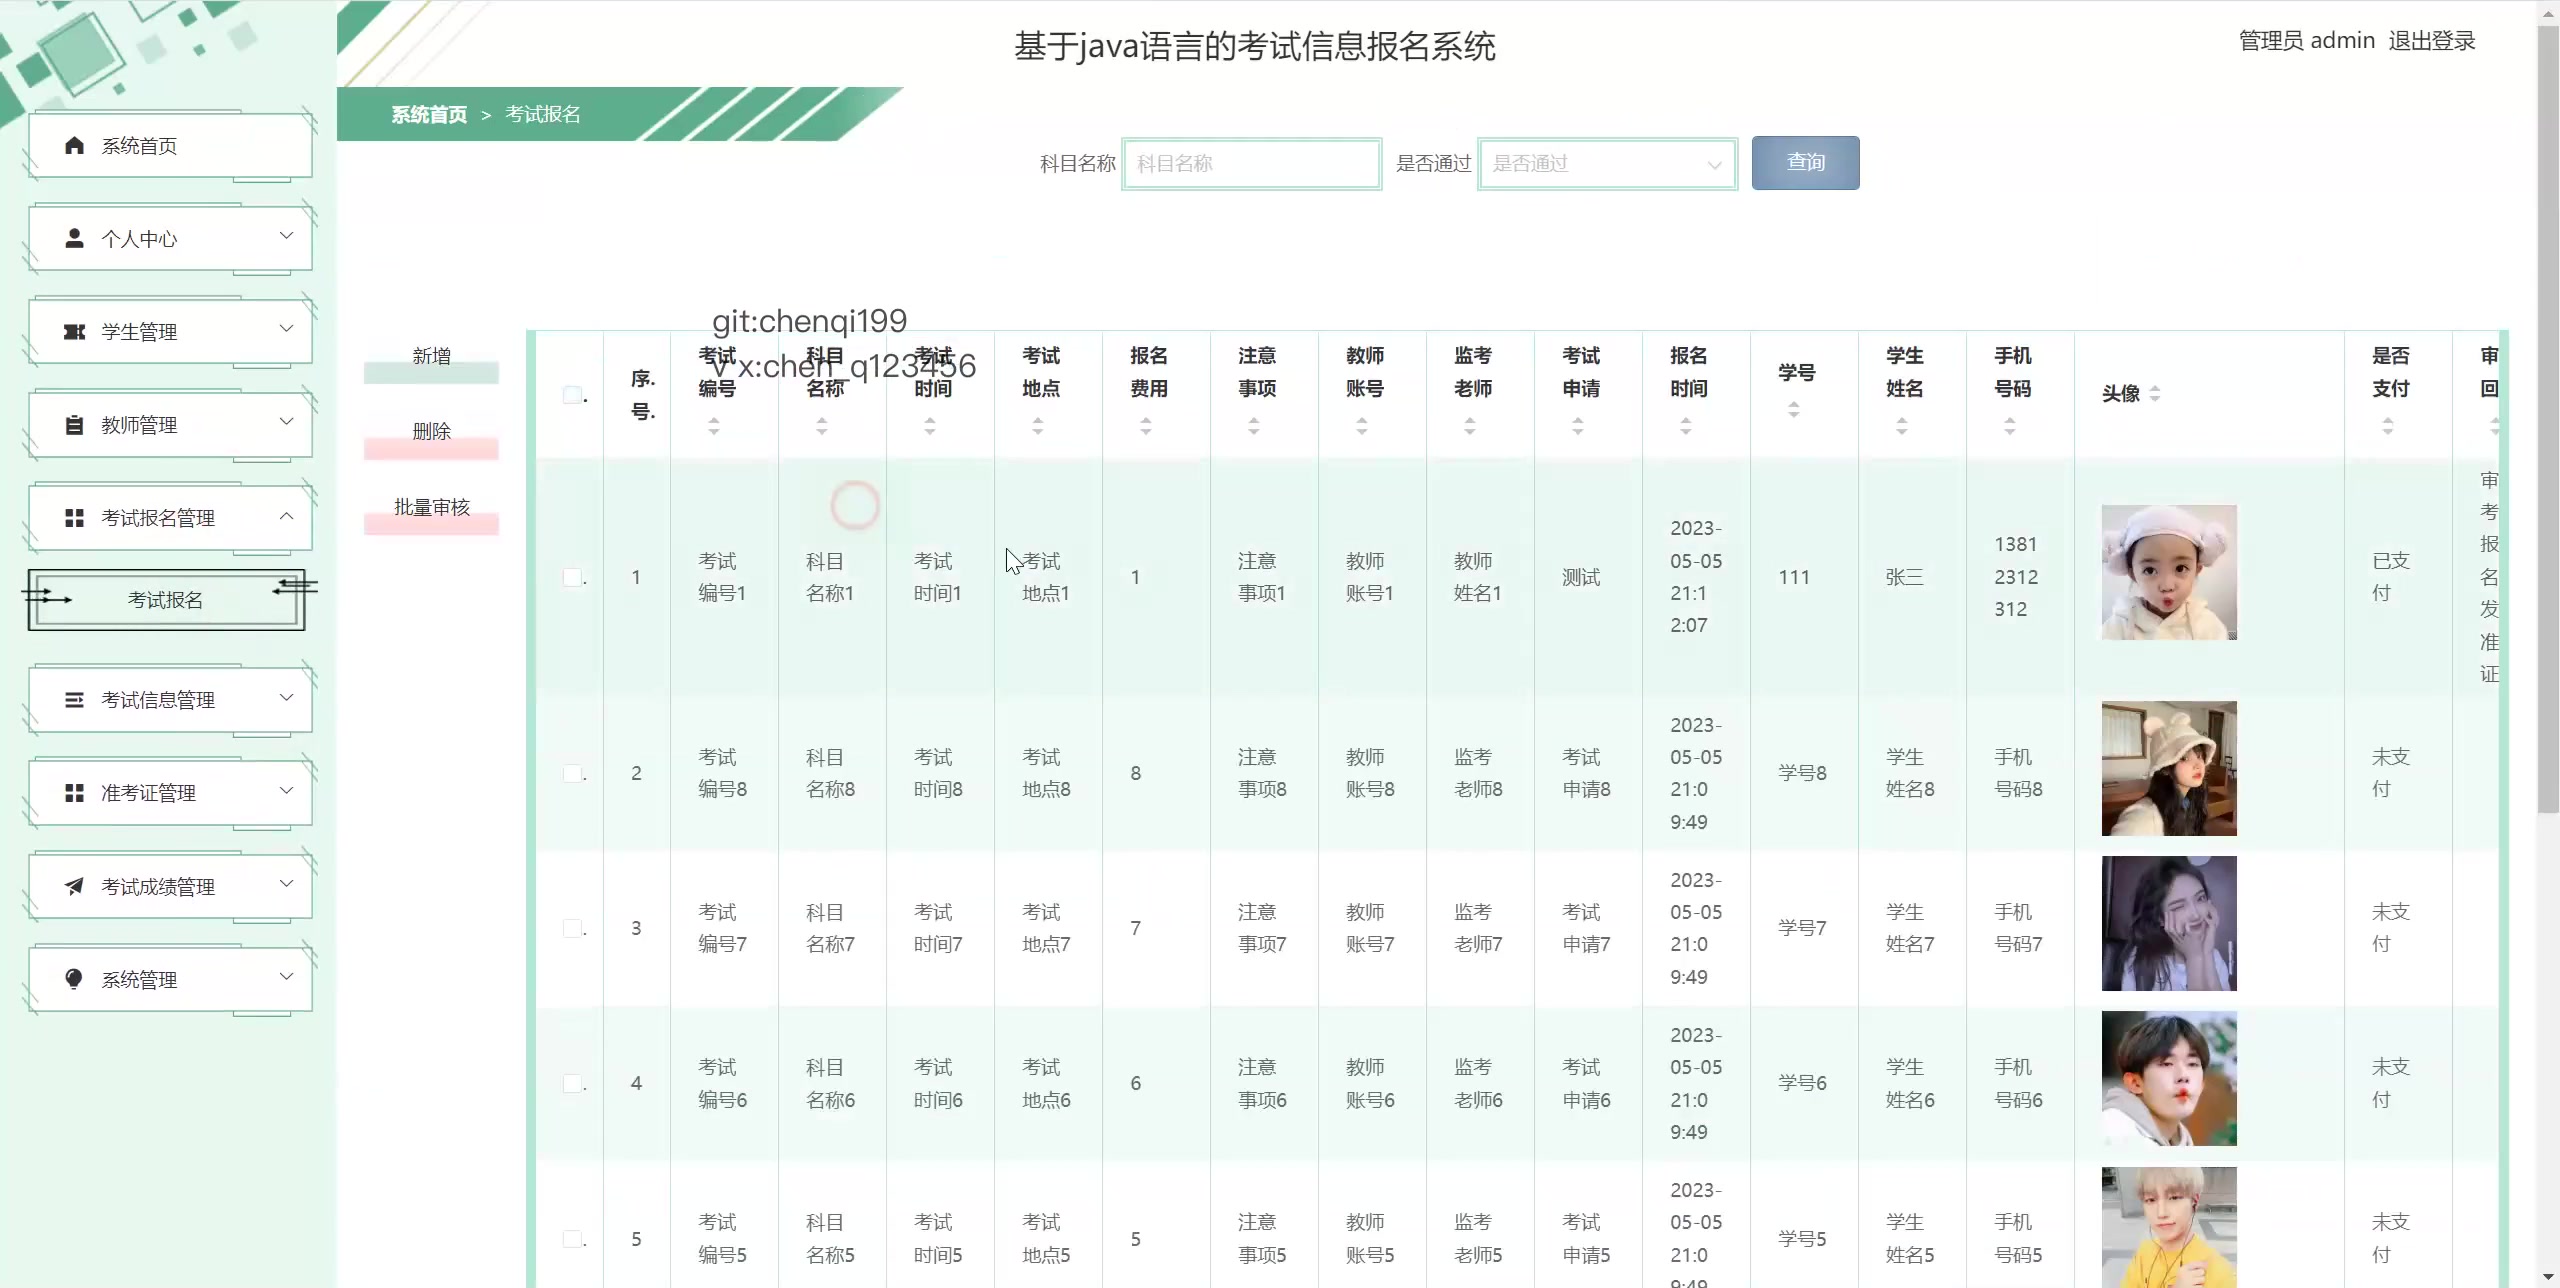 基于java语言的考试信息报名系统
管理员 admin 退出登录
系统首页 > 考试报名
系统首页
个人中心
学生管理
教师管理
考试报名管理
考试报名
考试信息管理
准考证管理
考试成绩管理
系统管理
科目名称 科目名称 是否通过 是否通过 查询
新增
删除
批量审核
git:chenqi199
v x:chen_q123456
序.
号.
考试
编号
科目
名称
考试
时间
考试
地点
报名
费用
注意
事项
教师
账号
监考
老师
考试
申请
报名
时间
学号
学生
姓名
手机
号码
头像
是否
支付
审
回
1
考试
编号1
科目
名称1
考试
时间1
考试
地点1
1
注意
事项1
教师
账号1
教师
姓名1
测试
2023-
05-05
21:1
2:07
111
张三
1381
2312
312
已支
付
审
考
报
名
发
准
证
2
考试
编号8
科目
名称8
考试
时间8
考试
地点8
8
注意
事项8
教师
账号8
监考
老师8
考试
申请8
2023-
05-05
21:0
9:49
学号8
学生
姓名8
手机
号码8
未支
付
3
考试
编号7
科目
名称7
考试
时间7
考试
地点7
7
注意
事项7
教师
账号7
监考
老师7
考试
申请7
2023-
05-05
21:0
9:49
学号7
学生
姓名7
手机
号码7
未支
付
4
考试
编号6
科目
名称6
考试
时间6
考试
地点6
6
注意
事项6
教师
账号6
监考
老师6
考试
申请6
2023-
05-05
21:0
9:49
学号6
学生
姓名6
手机
号码6
未支
付
5
考试
编号5
科目
名称5
考试
时间5
考试
地点5
5
注意
事项5
教师
账号5
监考
老师5
考试
申请5
2023-
05-05
21:0
9:49
学号5
学生
姓名5
手机
号码5
未支
付